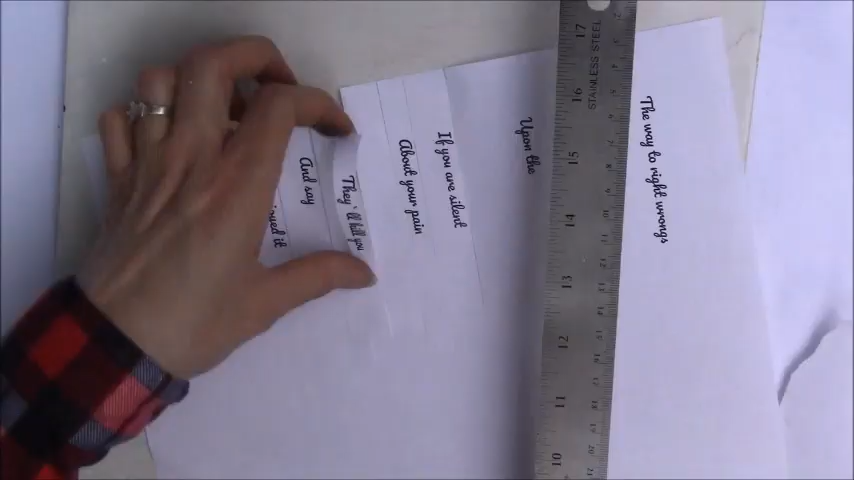 The way to right wrongs
Upon the
If you are silent
About your pain
They'll kill you
And say
it
STAINLESS STEEL
17
16
15
14
13
12
11
10